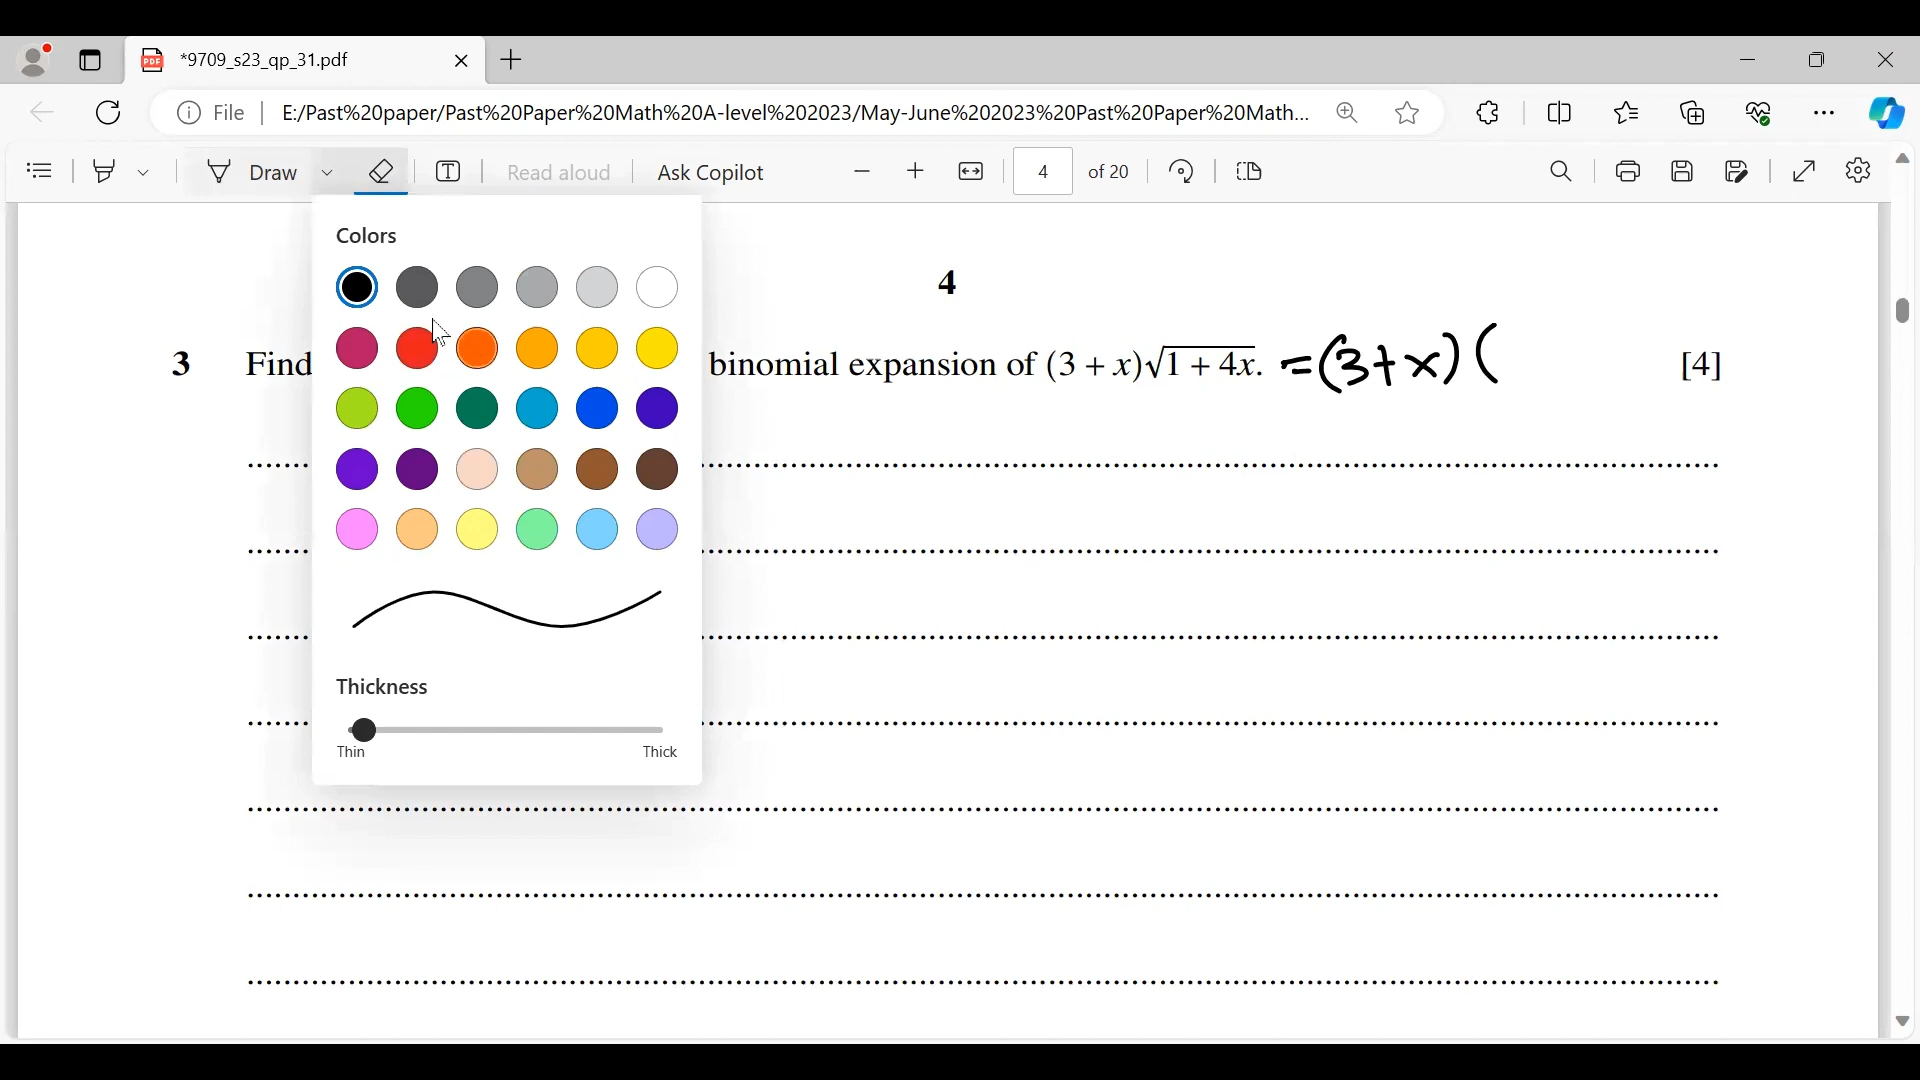 *9709_s23_qp_31.pdf
File E:/Past%20paper/Past%20Paper%20Math%20A-level%202023/May-June%202023%20Past%20Paper%20Math...
Draw Read aloud Ask Copilot 4 of 20
Colors
4
3 Find binomial expansion of (3 + x)√1 + 4x. =(3+x)( [4]
Thickness
Thin Thick